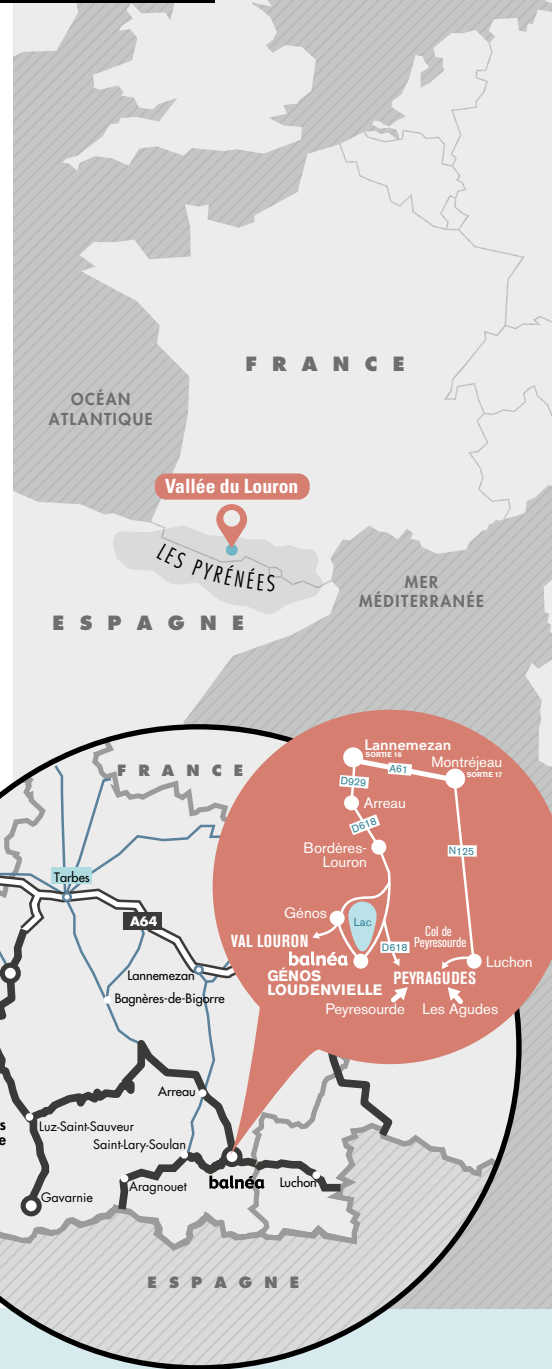 FRANCE
OCÉAN
ATLANTIQUE
Vallée du Louron
LES PYRÉNÉES
MER
MÉDITERRANÉE
ESPAGNE
Lannemezan
SORTIE 16
A61
Montréjeau
SORTIE 17
D929
Arreau
D618
Bordères-
Louron
N125
Génos
Lac
VAL LOURON
D618
Col de
Peyresourde
balnéa
GÉNOS
LOUDENVIELLE
PEYRAGUDES
Luchon
Peyresourde
Les Agudes
FRANCE
Tarbes
A64
Lannemezan
Bagnères-de-Bigorre
Arreau
s
e
Luz-Saint-Sauveur
Saint-Lary-Soulan
Aragnouet
balnéa
Luchon
Gavarnie
ESPAGNE